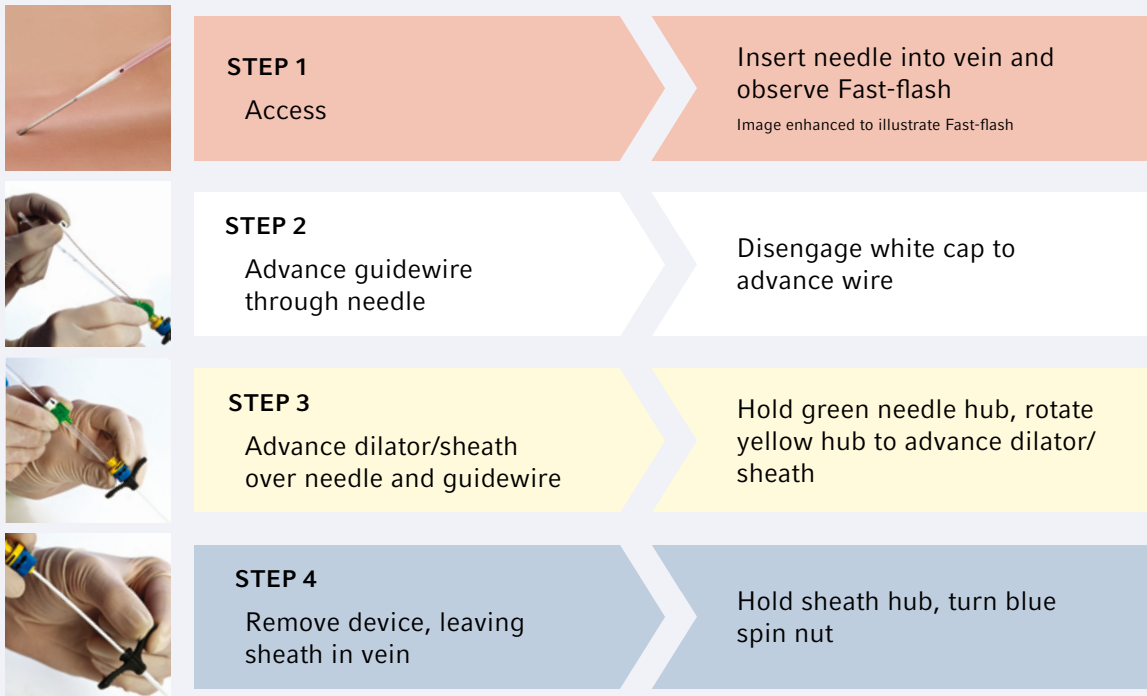 STEP 1
Access
Insert needle into vein and
observe Fast-flash
Image enhanced to illustrate Fast-flash
STEP 2
Advance guidewire
through needle
Disengage white cap to
advance wire
STEP 3
Advance dilator/sheath
over needle and guidewire
Hold green needle hub, rotate
yellow hub to advance dilator/
sheath
STEP 4
Remove device, leaving
sheath in vein
Hold sheath hub, turn blue
spin nut